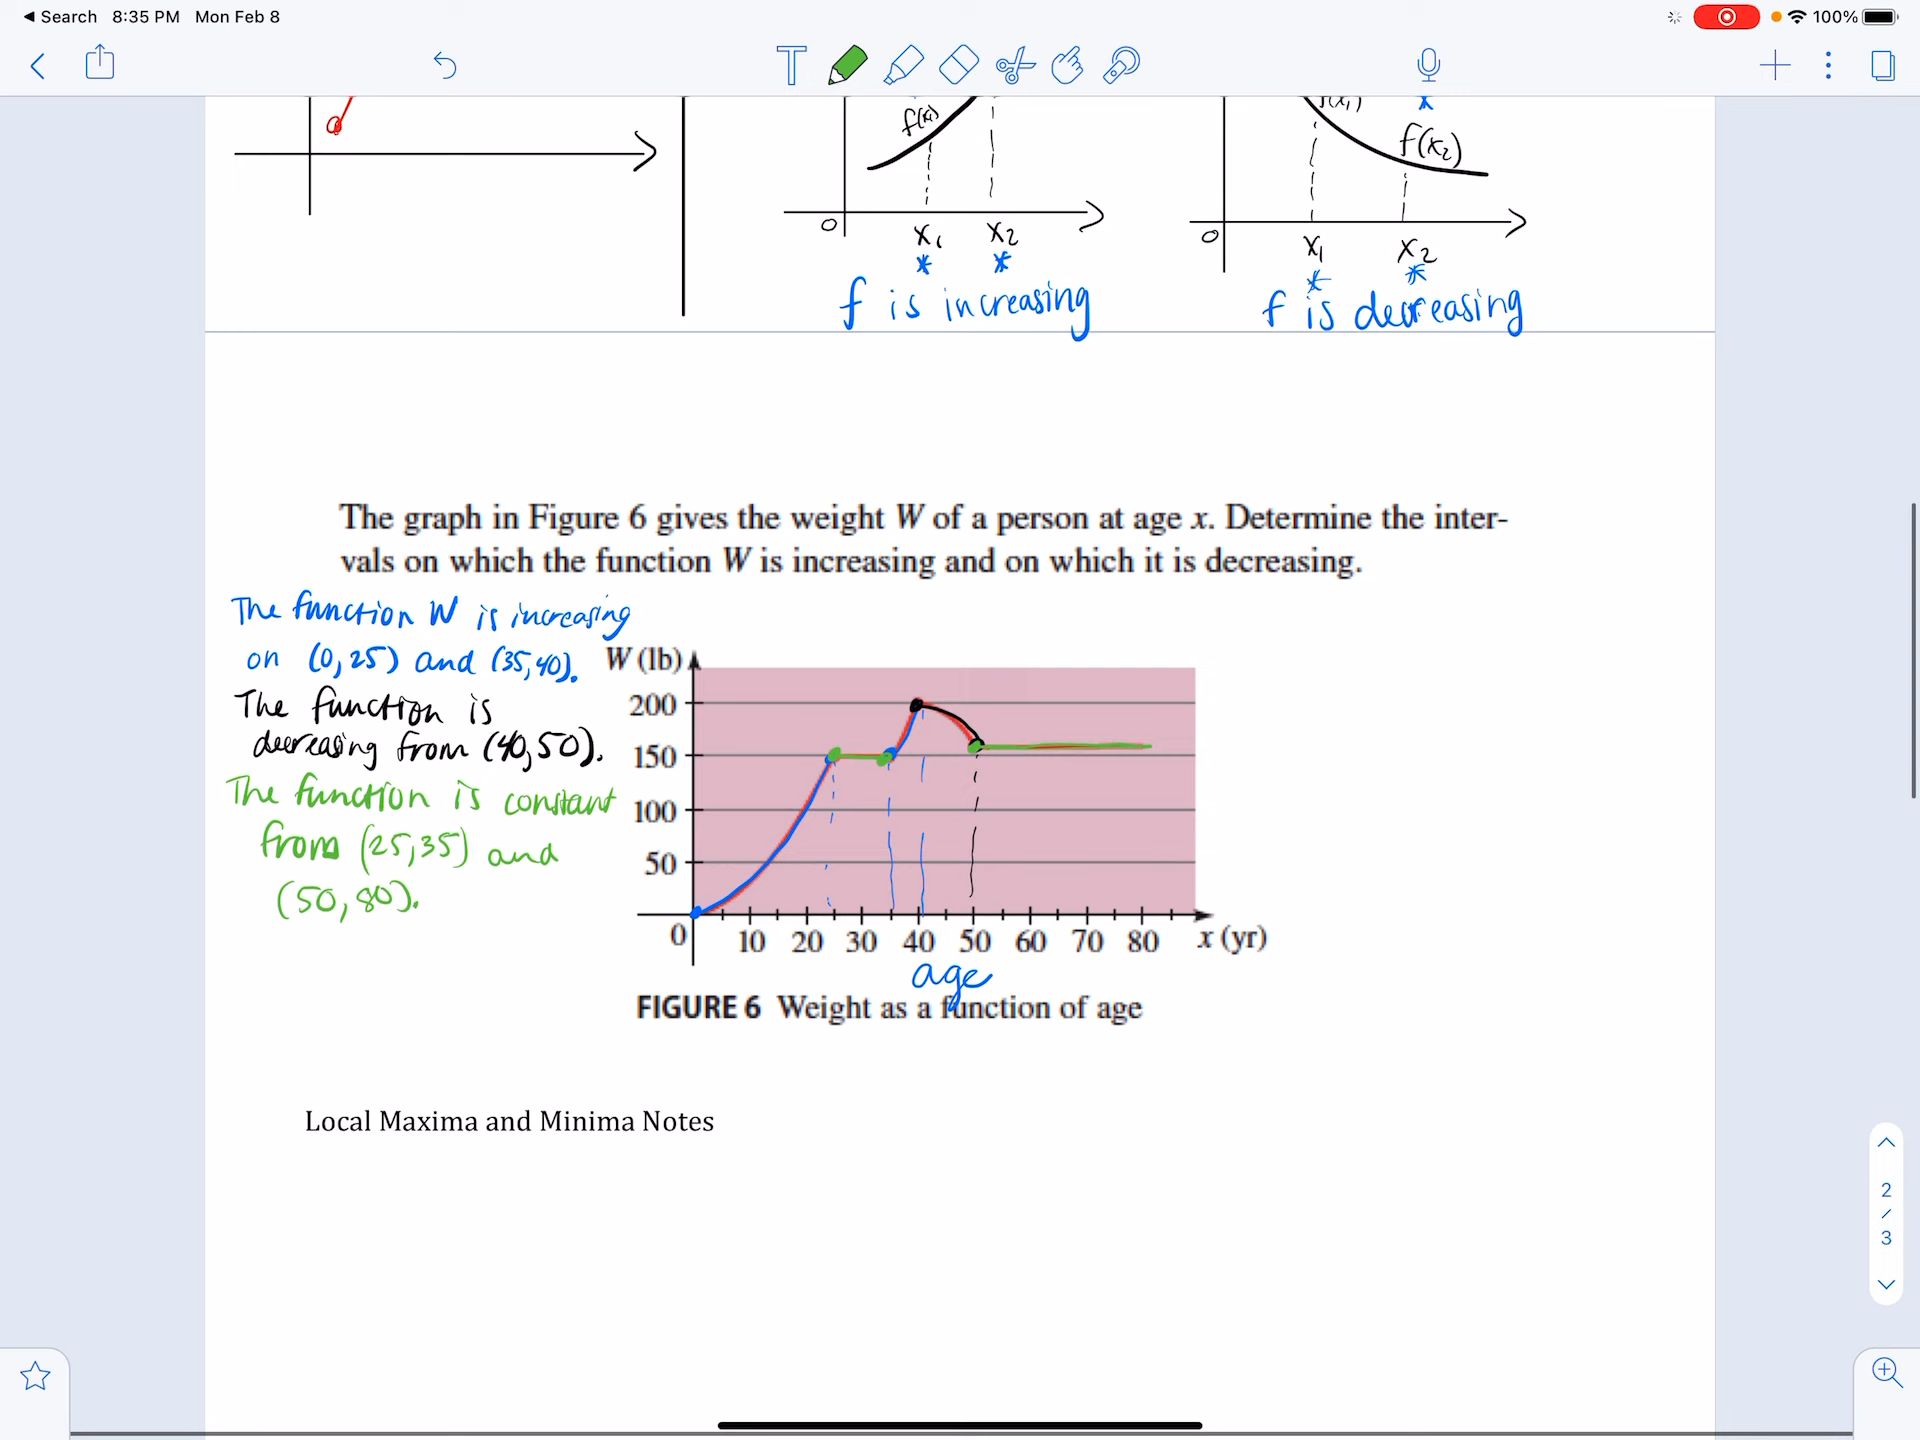 Search 8:35 PM Mon Feb 8
100%
T
f(x₁)
f(x₁)
f(x₂)
0
x₁
x₂
0
x₁
x₂
f is increasing
f is decreasing
The graph in Figure 6 gives the weight W of a person at age x. Determine the inter-
vals on which the function W is increasing and on which it is decreasing.
The function W is increasing
on (0,25) and (35,40).
The function is
decreasing from (40,50).
The function is constant
from (25,35) and
(50,80).
W (lb)
200
150
100
50
0 10 20 30 40 50 60 70 80 x (yr)
age
FIGURE 6 Weight as a function of age
Local Maxima and Minima Notes
2
/
3